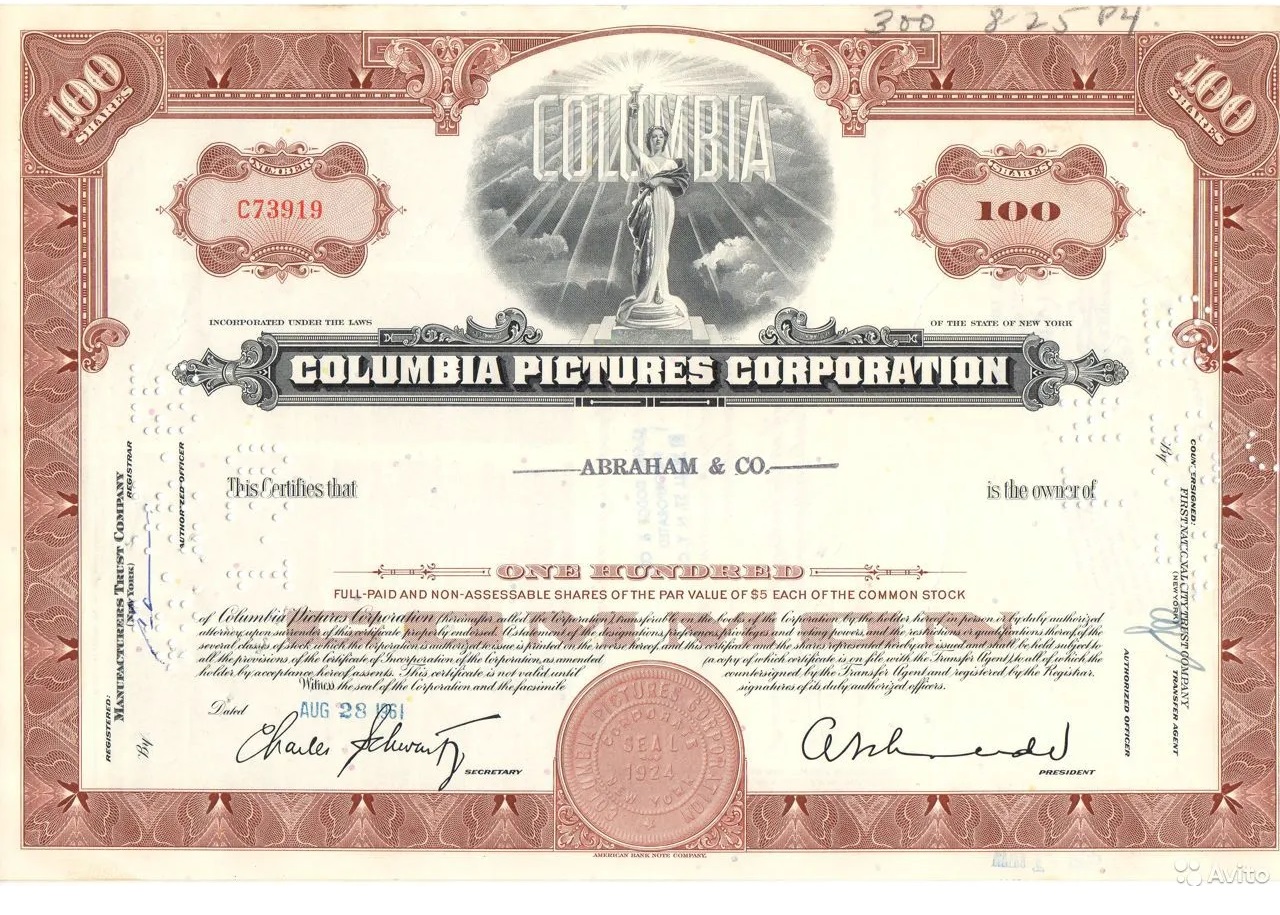 300 8-25 P4.
100 SHARES
100 SHARES
COLUMBIA
NUMBER
C73919
SHARES
100
INCORPORATED UNDER THE LAWS
OF THE STATE OF NEW YORK
COLUMBIA PICTURES CORPORATION
ABRAHAM & CO.
This Certifies that
is the owner of
ONE HUNDRED
FULL-PAID AND NON-ASSESSABLE SHARES OF THE PAR VALUE OF $5 EACH OF THE COMMON STOCK
COMMON
of Columbia Pictures Corporation (hereinafter called the Corporation), transferable on the books of the Corporation by the holder hereof in person or by duly authorized
attorney, upon surrender of this certificate properly endorsed. A statement of the designations, preferences, privileges and voting powers, and the restrictions or qualifications thereof, of the
several classes of stock which the Corporation is authorized to issue is printed on the reverse hereof, and this certificate and the shares represented hereby are issued and shall be held subject to
all the provisions of the Certificate of Incorporation of the Corporation, as amended (a copy of which certificate is on file with the Transfer Agent), to all of which the
holder by acceptance hereof assents. This certificate is not valid until countersigned by the Transfer Agent and registered by the Registrar.
Witness the seal of the Corporation and the facsimile signatures of its duly authorized officers.
Dated
AUG 28 1961
Charles Schwartz
SECRETARY
PRESIDENT
COLUMBIA PICTURES CORPORATION
CORPORATE
SEAL
1924
NEW YORK
AMERICAN BANK NOTE COMPANY.
REGISTERED:
MANUFACTURERS TRUST COMPANY
(NEW YORK)
REGISTRAR
By
AUTHORIZED OFFICER
COUNTERSIGNED:
FIRST NATIONAL CITY TRUST COMPANY
(NEW YORK)
TRANSFER AGENT
By
AUTHORIZED OFFICER
Avito